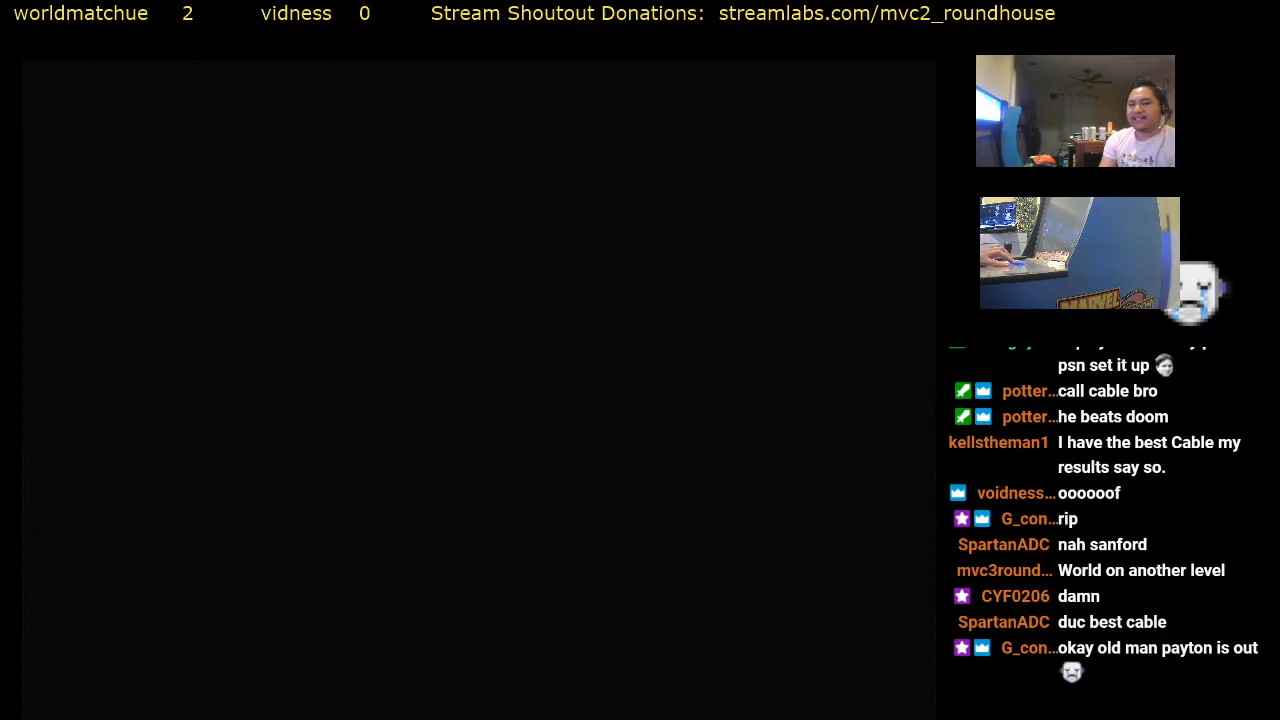 worldmatchue 2 vidness 0 Stream Shoutout Donations: streamlabs.com/mvc2_roundhouse
MARVEL
psn set it up
potter… call cable bro
potter… he beats doom
kellstheman1 I have the best Cable my
results say so.
voidness… oooooof
G_con… rip
SpartanADC nah sanford
mvc3round… World on another level
CYF0206 damn
SpartanADC duc best cable
G_con… okay old man payton is out